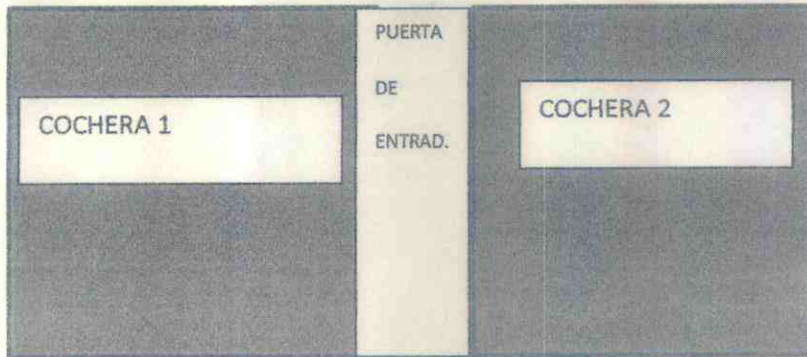 COCHERA 1
PUERTA
DE
ENTRAD.
COCHERA 2